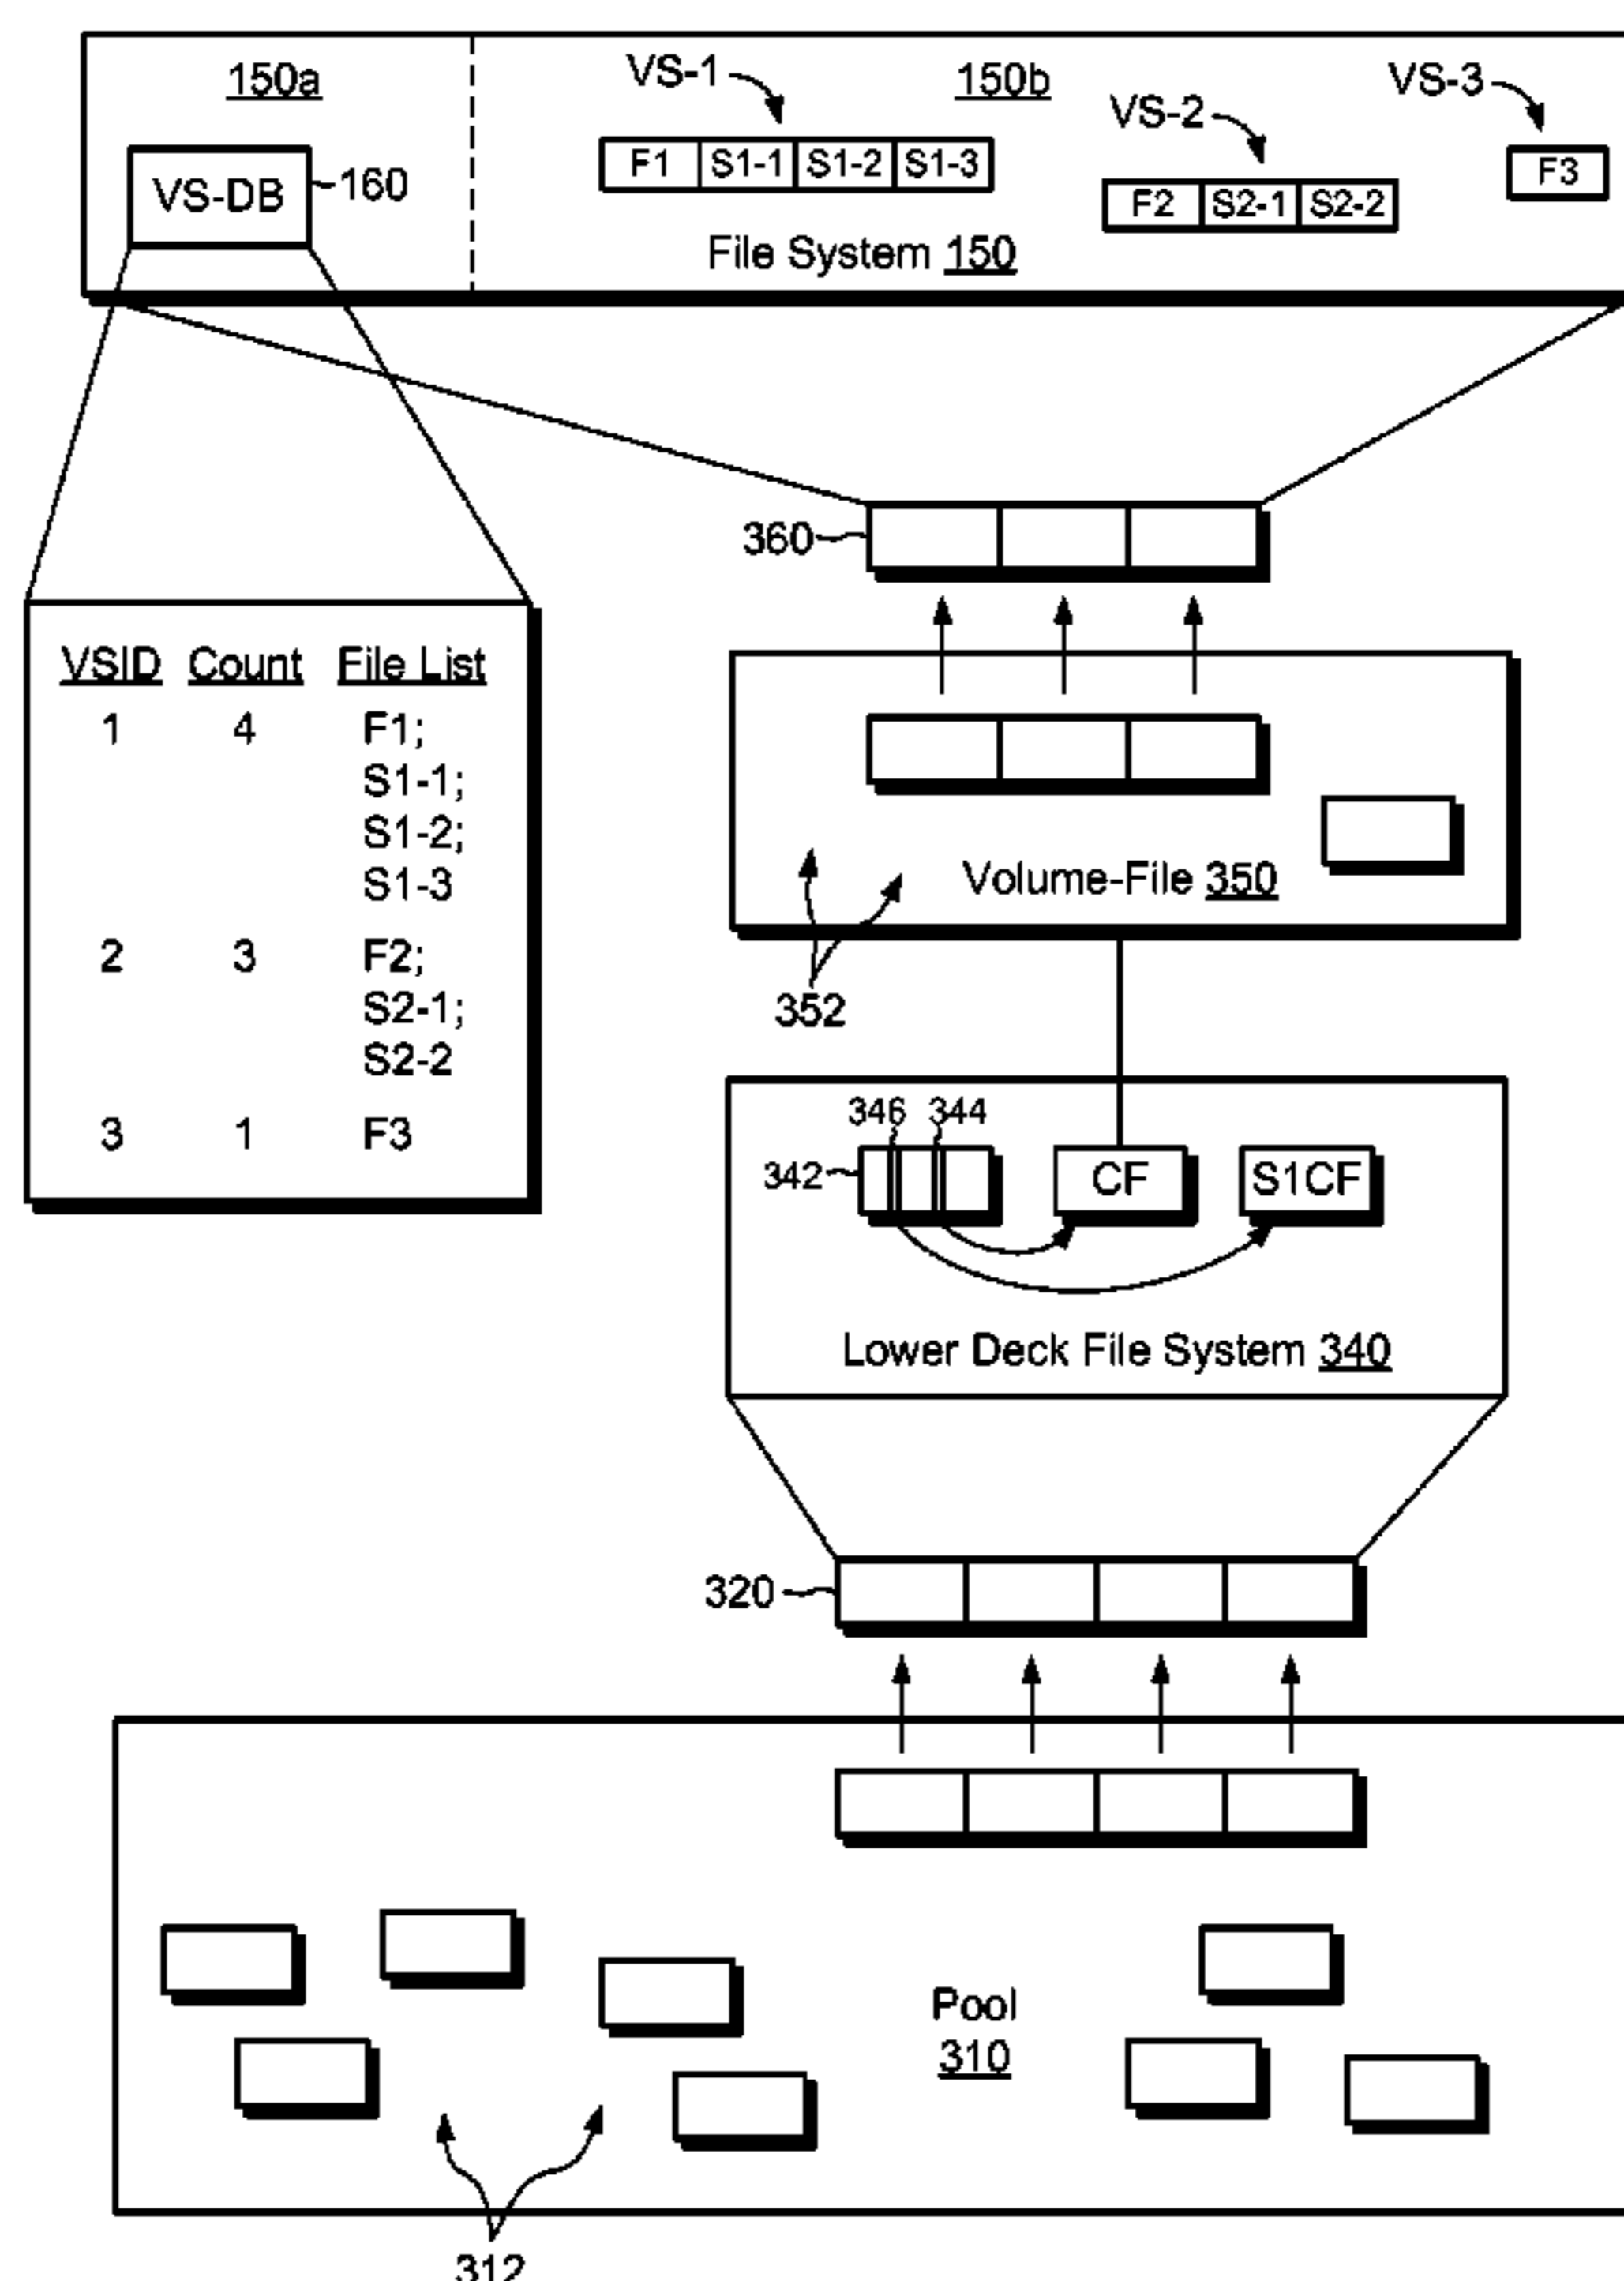 150a
VS-1
150b
VS-2
VS-3
VS-DB
160
F1 S1-1 S1-2 S1-3
F2 S2-1 S2-2
F3
File System 150
360
VSID Count File List
1 4 F1;
S1-1;
S1-2;
S1-3
2 3 F2;
S2-1;
S2-2
3 1 F3
Volume-File 350
352
346 344
342
CF
S1CF
Lower Deck File System 340
320
Pool
310
312